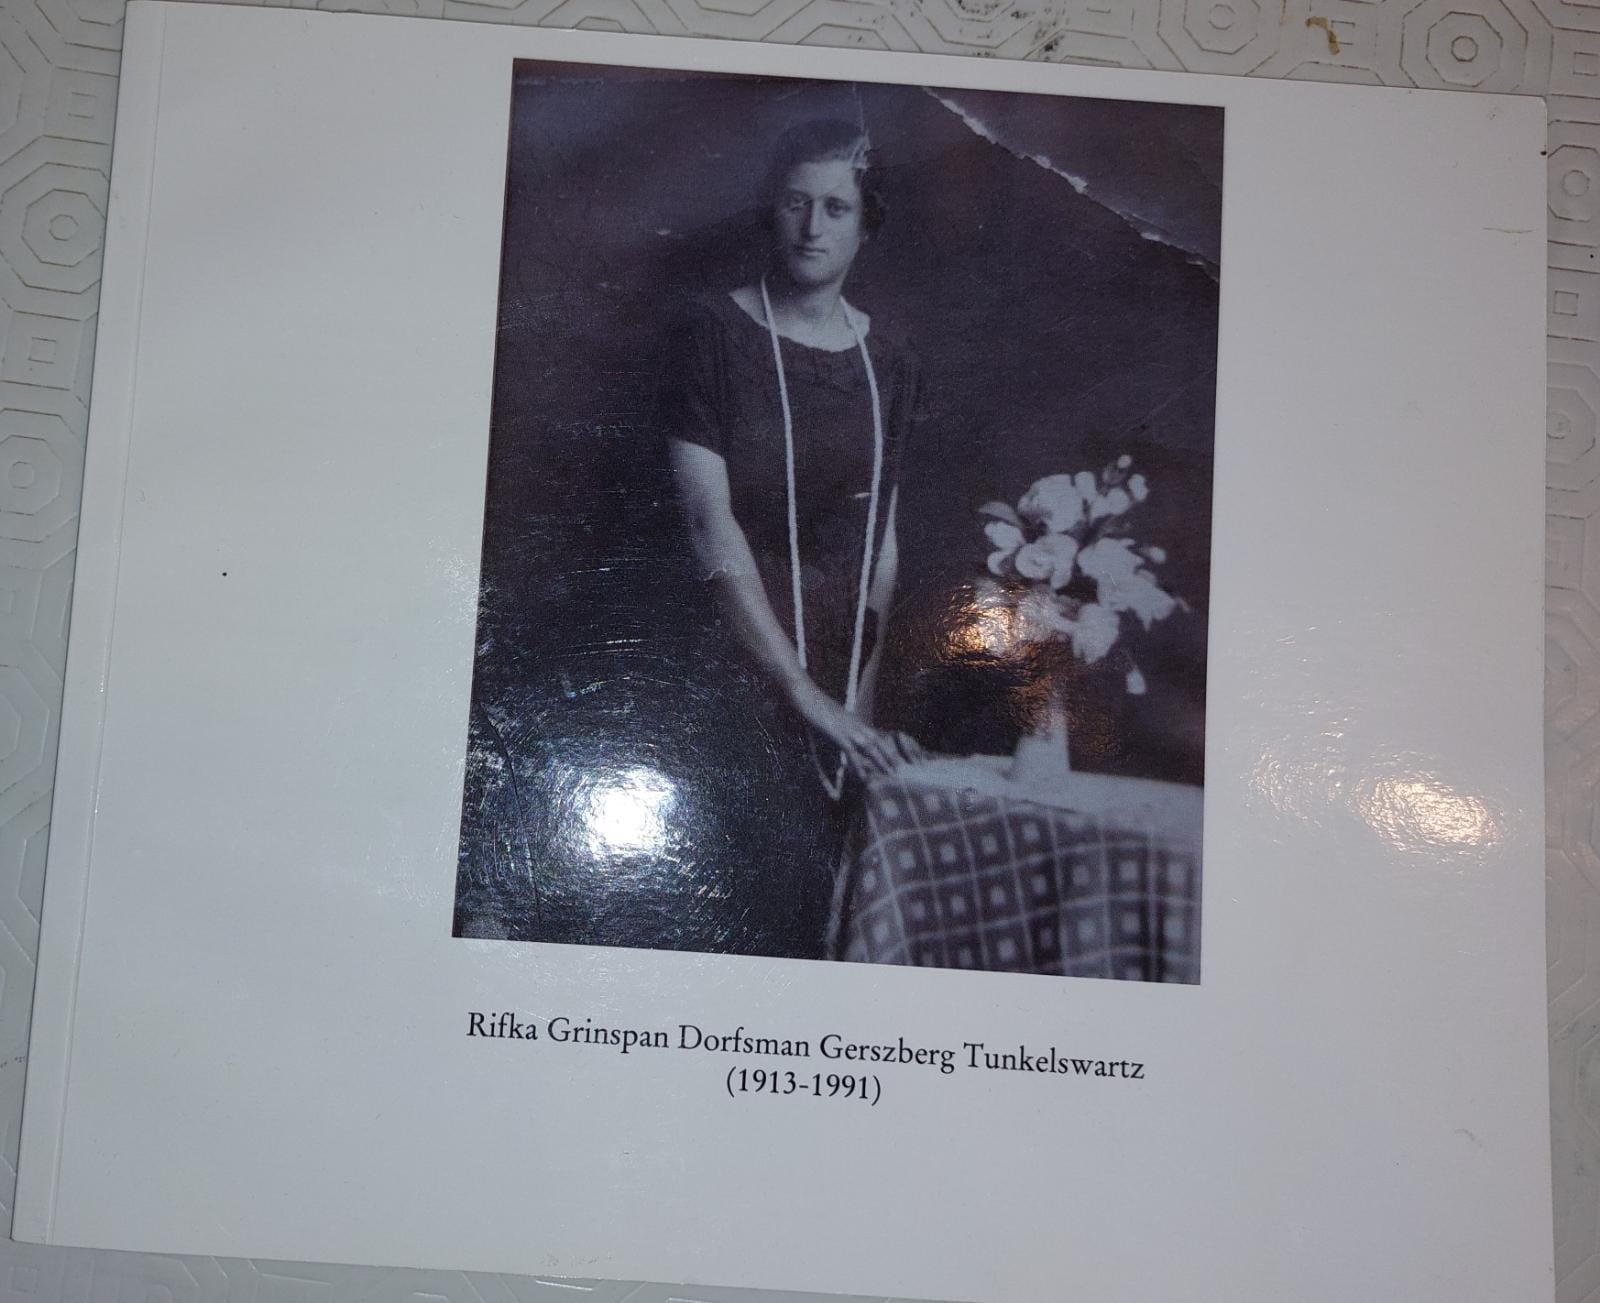 Rifka Grinspan Dorfsman Gerszberg Tunkelswartz
(1913-1991)